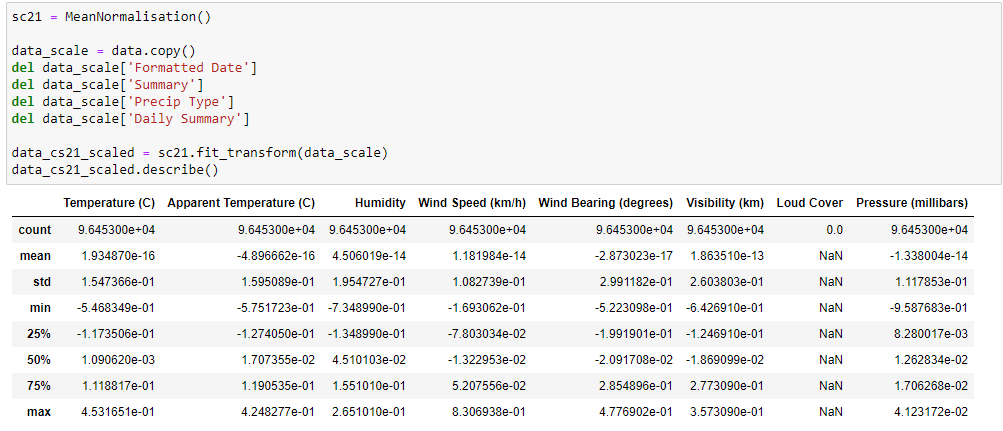 sc21 = MeanNormalisation()
data_scale = data.copy()
del data_scale['Formatted Date']
del data_scale['Summary']
del data_scale['Precip Type']
del data_scale['Daily Summary']
data_cs21_scaled = sc21.fit_transform(data_scale)
data_cs21_scaled.describe()
Temperature (C) Apparent Temperature (C) Humidity Wind Speed (km/h) Wind Bearing (degrees) Visibility (km) Loud Cover Pressure (millibars)
count 9.645300e+04 9.645300e+04 9.645300e+04 9.645300e+04 9.645300e+04 9.645300e+04 0.0 9.645300e+04
mean 1.934870e-16 -4.896662e-16 4.506019e-14 1.181984e-14 -2.873023e-17 1.863510e-13 NaN -1.338004e-14
std 1.547366e-01 1.595089e-01 1.954727e-01 1.082739e-01 2.991182e-01 2.603803e-01 NaN 1.117853e-01
min -5.468349e-01 -5.751723e-01 -7.348990e-01 -1.693062e-01 -5.223098e-01 -6.426910e-01 NaN -9.587683e-01
25% -1.173506e-01 -1.274050e-01 -1.348990e-01 -7.803034e-02 -1.991901e-01 -1.246910e-01 NaN 8.280017e-03
50% 1.090620e-03 1.707355e-02 4.510103e-02 -1.322953e-02 -2.091708e-02 -1.869099e-02 NaN 1.262834e-02
75% 1.118817e-01 1.190535e-01 1.551010e-01 5.207556e-02 2.854896e-01 2.773090e-01 NaN 1.706268e-02
max 4.531651e-01 4.248277e-01 2.651010e-01 8.306938e-01 4.776902e-01 3.573090e-01 NaN 4.123172e-02